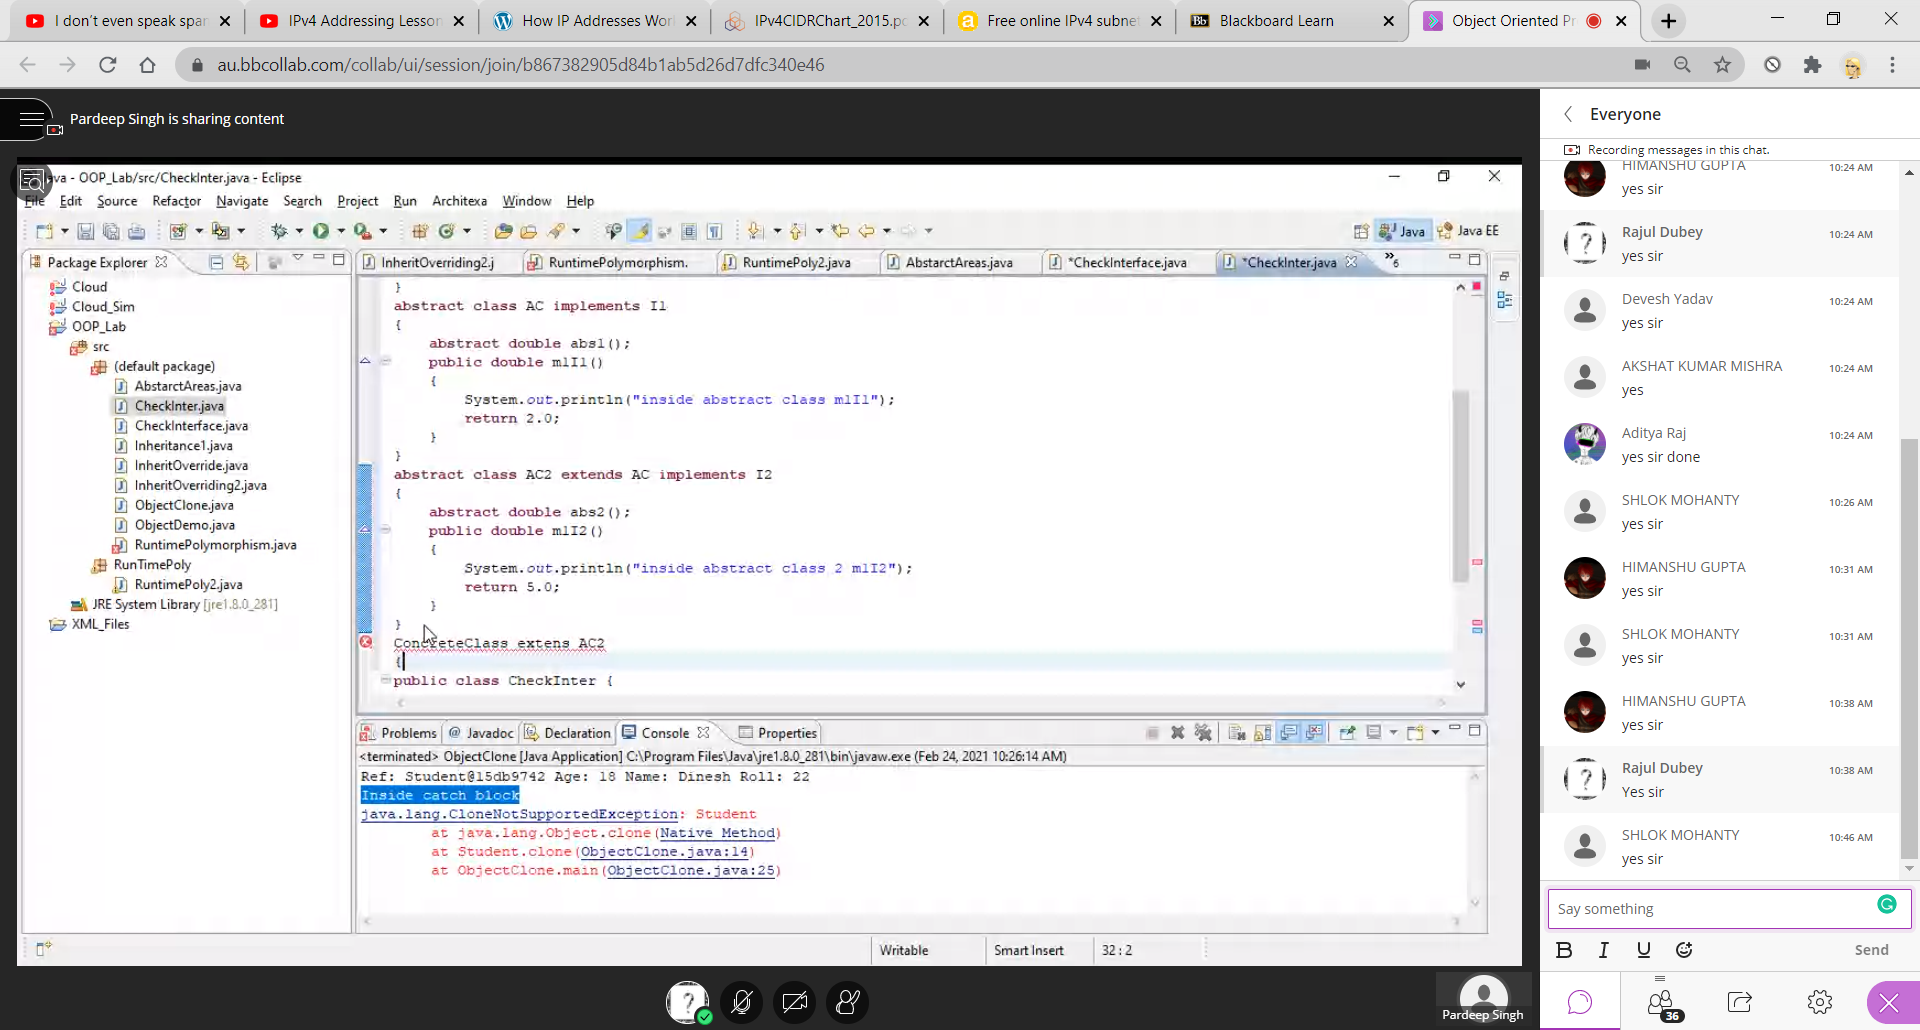 I don't even speak spa
IPv4 Addressing Lesson
How IP Addresses Wor
IPv4CIDRChart_2015.pd
Free online IPv4 subne
Blackboard Learn
Object Oriented Pr
au.bbcollab.com/collab/ui/session/join/b867382905d84b1ab5d26d7dfc340e46
Pardeep Singh is sharing content
ava - OOP_Lab/src/CheckInter.java - Eclipse
File Edit Source Refactor Navigate Search Project Run Architexa Window Help
Java
Java EE
Package Explorer
InheritOverriding2.j
RuntimePolymorphism.
RuntimePoly2.java
AbstarctAreas.java
*CheckInterface.java
*CheckInter.java
»6
Cloud
Cloud_Sim
OOP_Lab
src
(default package)
AbstarctAreas.java
CheckInter.java
CheckInterface.java
Inheritance1.java
InheritOverride.java
InheritOverriding2.java
ObjectClone.java
ObjectDemo.java
RuntimePolymorphism.java
RunTimePoly
RuntimePoly2.java
JRE System Library [jre1.8.0_281]
XML_Files
}
abstract class AC implements I1
{
abstract double abs1();
public double m1I1()
{
System.out.println("inside abstract class m1I1");
return 2.0;
}
}
abstract class AC2 extends AC implements I2
{
abstract double abs2();
public double m1I2()
{
System.out.println("inside abstract class 2 m1I2");
return 5.0;
}
}
ConcreteClass extens AC2
{
public class CheckInter {
Problems
@ Javadoc
Declaration
Console
Properties
<terminated> ObjectClone [Java Application] C:\Program Files\Java\jre1.8.0_281\bin\javaw.exe (Feb 24, 2021 10:26:14 AM)
Ref: Student@15db9742 Age: 18 Name: Dinesh Roll: 22
Inside catch block
java.lang.CloneNotSupportedException: Student
at java.lang.Object.clone(Native Method)
at Student.clone(ObjectClone.java:14)
at ObjectClone.main(ObjectClone.java:25)
Writable
Smart Insert
32 : 2
Pardeep Singh
Everyone
Recording messages in this chat.
HIMANSHU GUPTA 10:24 AM
yes sir
Rajul Dubey 10:24 AM
yes sir
Devesh Yadav 10:24 AM
yes sir
AKSHAT KUMAR MISHRA 10:24 AM
yes
Aditya Raj 10:24 AM
yes sir done
SHLOK MOHANTY 10:26 AM
yes sir
HIMANSHU GUPTA 10:31 AM
yes sir
SHLOK MOHANTY 10:31 AM
yes sir
HIMANSHU GUPTA 10:38 AM
yes sir
Rajul Dubey 10:38 AM
Yes sir
SHLOK MOHANTY 10:46 AM
yes sir
Say something
B I U
Send
36